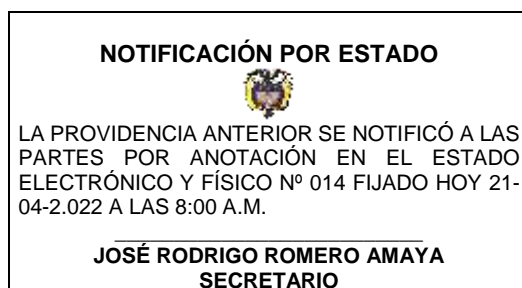 NOTIFICACIÓN POR ESTADO
LA PROVIDENCIA ANTERIOR SE NOTIFICÓ A LAS
PARTES POR ANOTACIÓN EN EL ESTADO
ELECTRÓNICO Y FÍSICO Nº 014 FIJADO HOY 21-
04-2.022 A LAS 8:00 A.M.
JOSÉ RODRIGO ROMERO AMAYA
SECRETARIO